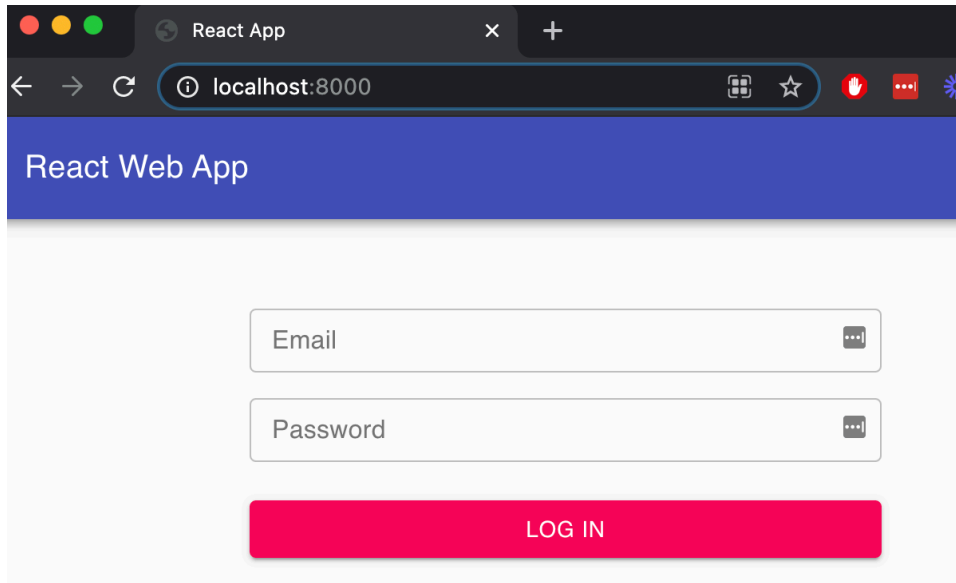 React App
localhost:8000
React Web App
Email
Password
LOG IN